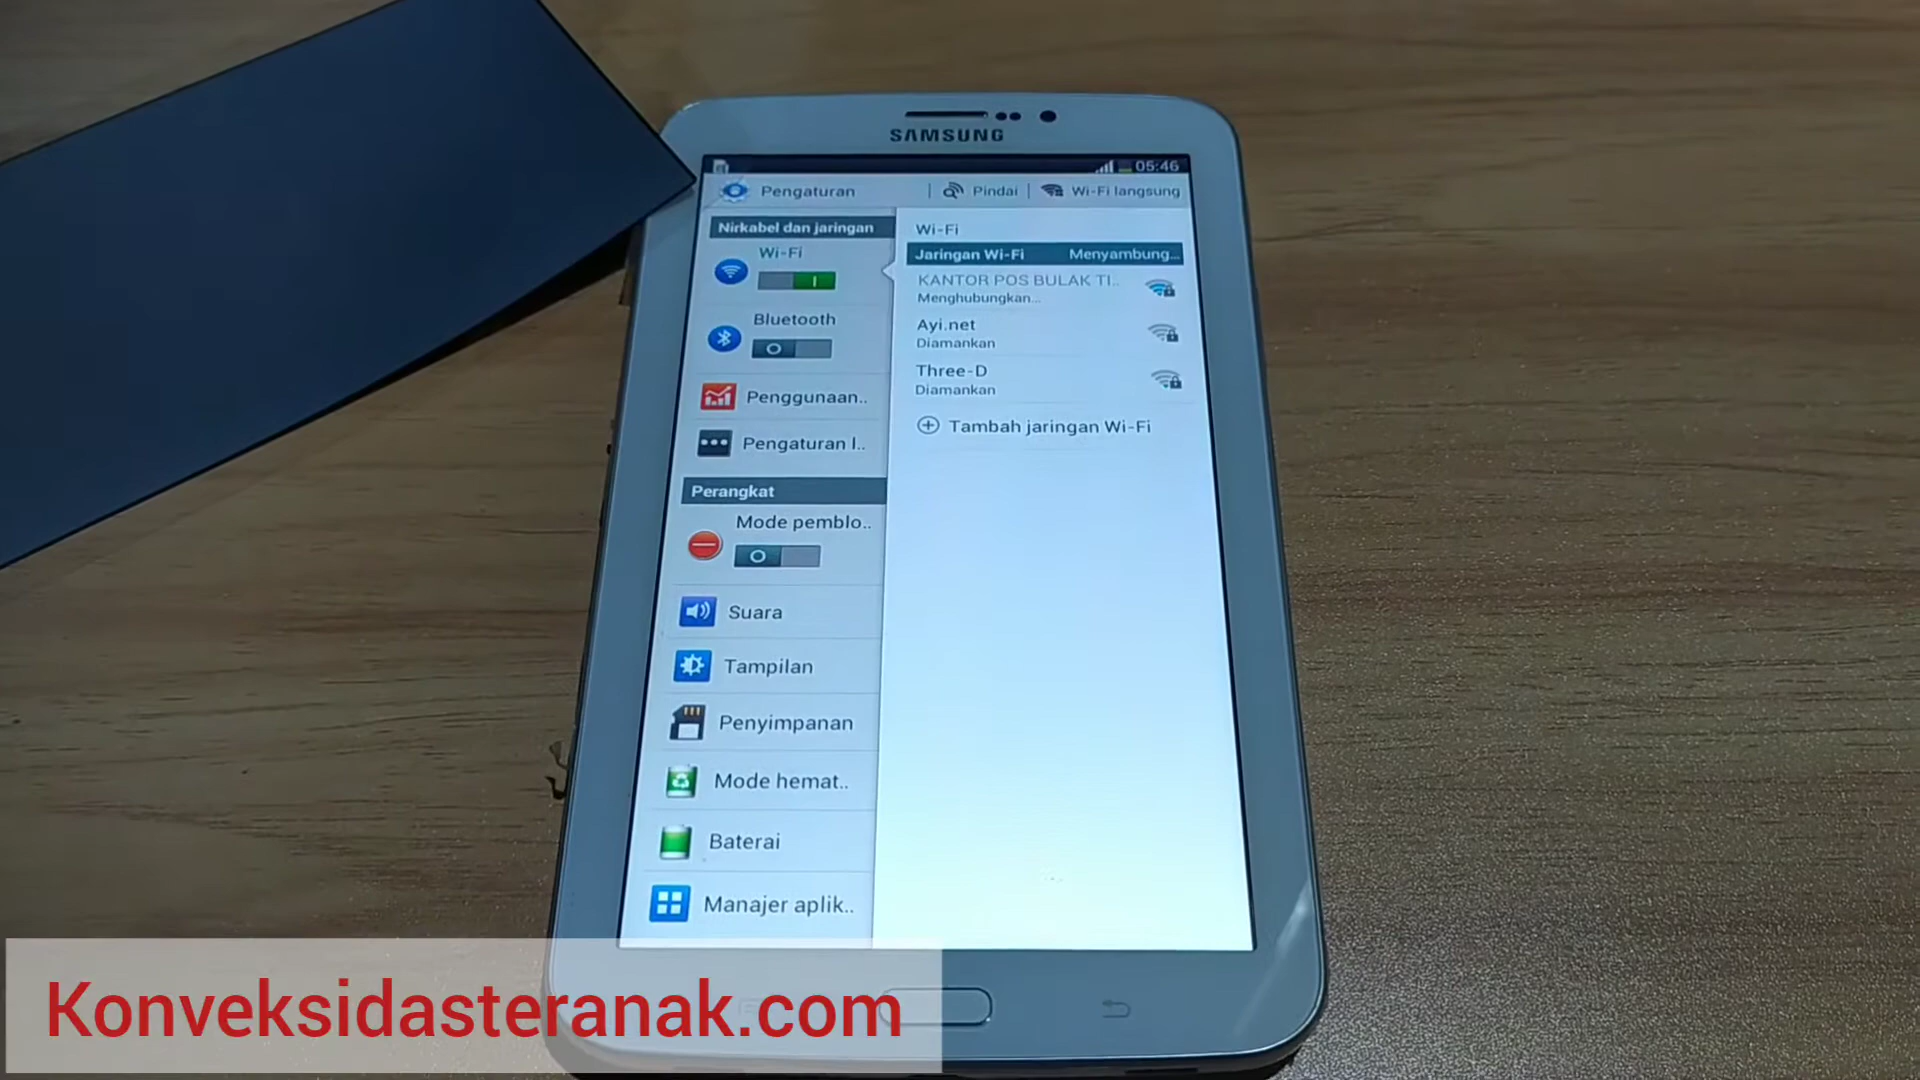 SAMSUNG
05:46
Pengaturan
Pindai
Wi-Fi langsung
Nirkabel dan jaringan
Wi-Fi
Bluetooth
Penggunaan..
Pengaturan l..
Perangkat
Mode pemblo..
Suara
Tampilan
Penyimpanan
Mode hemat..
Baterai
Manajer aplik..
Wi-Fi
Jaringan Wi-Fi Menyambung...
KANTOR POS BULAK TI..
Menghubungkan...
Ayi.net
Diamankan
Three-D
Diamankan
Tambah jaringan Wi-Fi
Konveksidasteranak.com